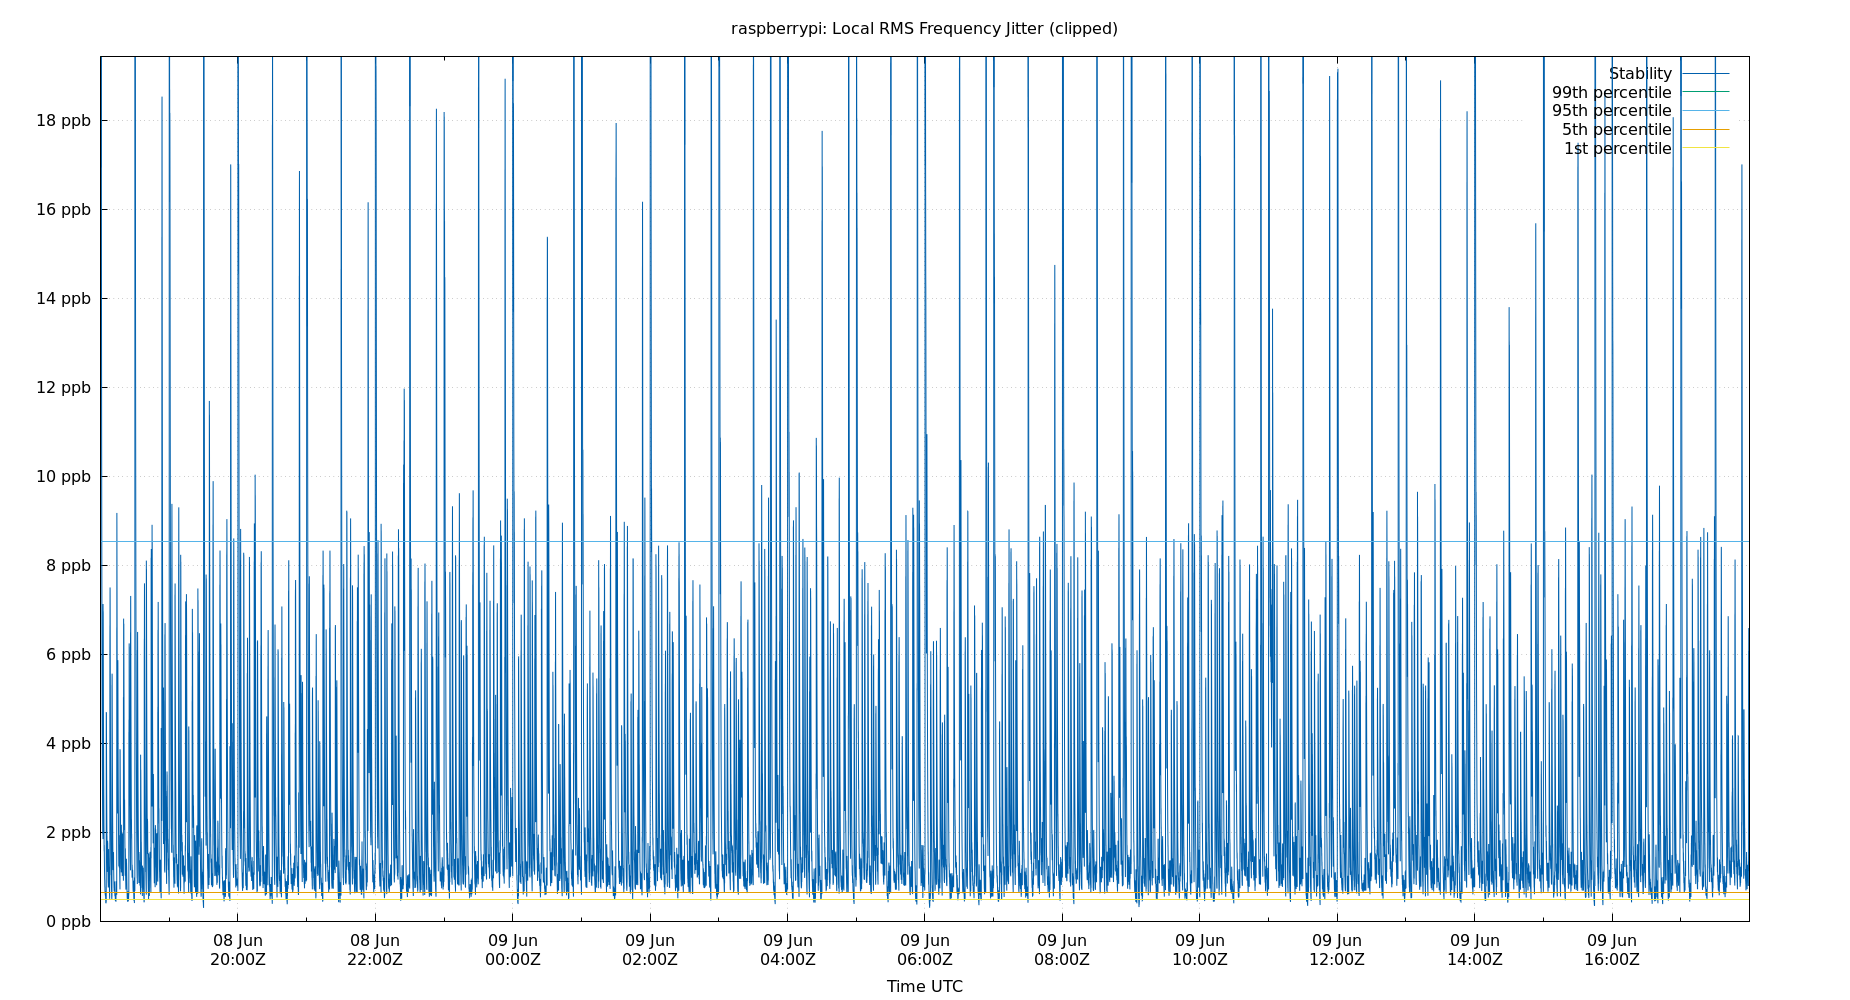 raspberrypi: Local RMS Frequency Jitter (clipped)
Stability
99th percentile
95th percentile
5th percentile
1st percentile
18 ppb
16 ppb
14 ppb
12 ppb
10 ppb
8 ppb
6 ppb
4 ppb
2 ppb
0 ppb
08 Jun 08 Jun 09 Jun 09 Jun 09 Jun 09 Jun 09 Jun 09 Jun 09 Jun 09 Jun 09 Jun
20:00Z 22:00Z 00:00Z 02:00Z 04:00Z 06:00Z 08:00Z 10:00Z 12:00Z 14:00Z 16:00Z
Time UTC